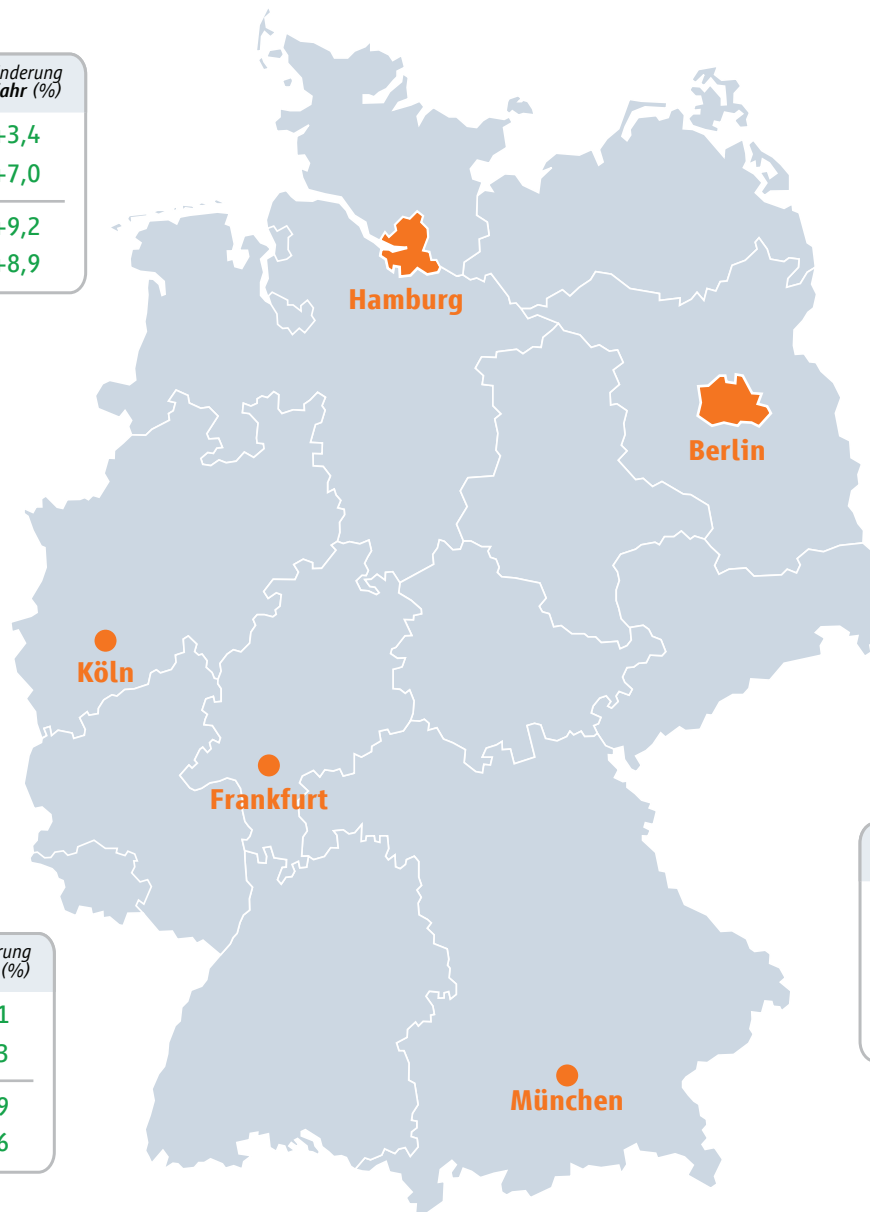 nderung
ahr (%)
-3,4
-7,0
-9,2
-8,9
Hamburg
Berlin
Köln
Frankfurt
rung
(%)
1
3
9
6
München